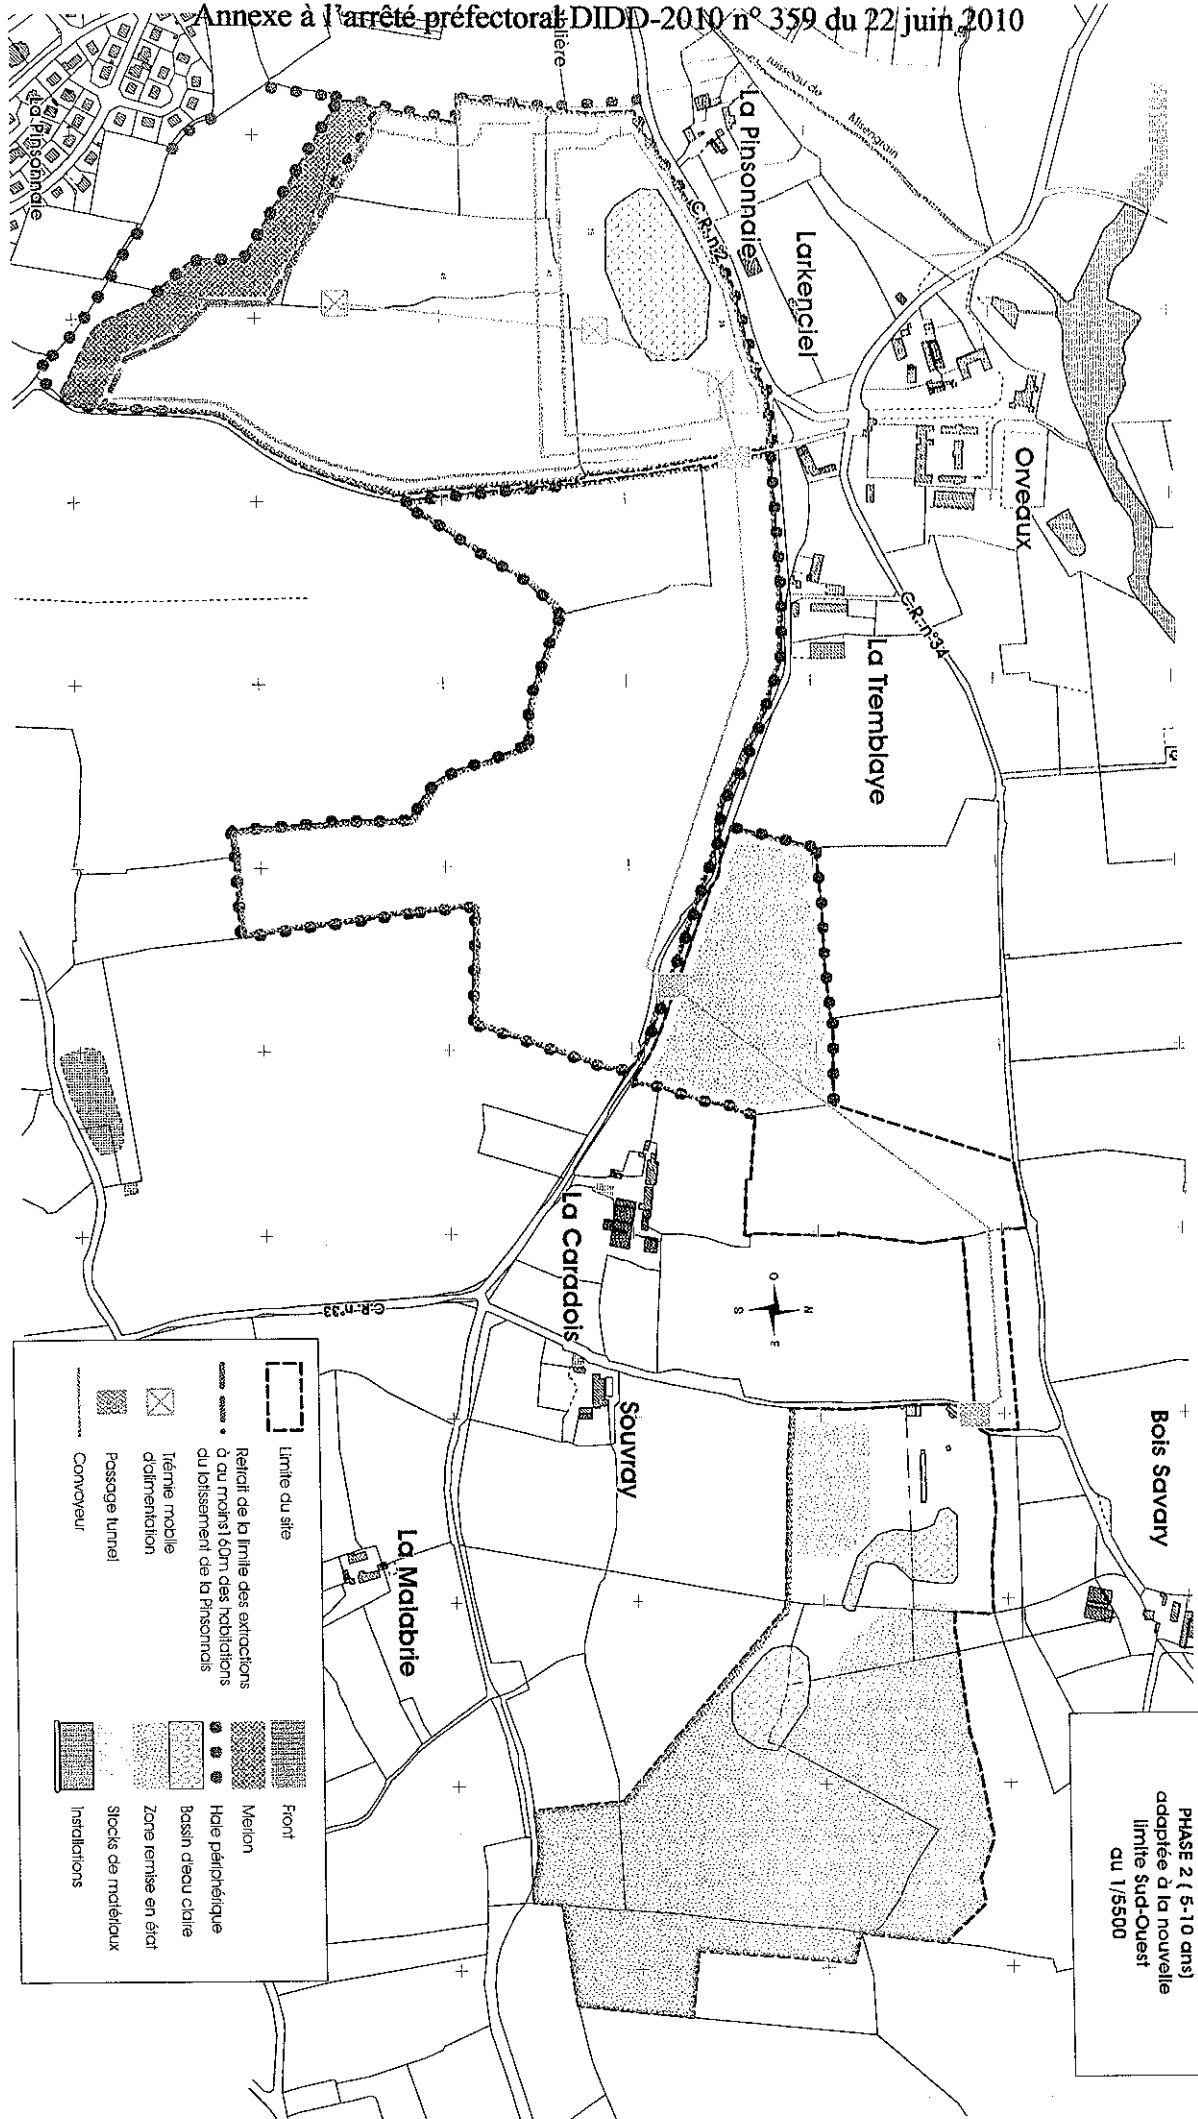 Annexe à l'arrêté préfectoral DIDD-2010 n° 359 du 22 juin 2010
PHASE 2 ( 5-10 ans)
adaptée à la nouvelle
limite Sud-Ouest
au 1/5500
Bois Savary
Orveaux
ruisseau de
Misengrain
C.R. n°34
La Tremblaye
Larkenciel
La Pinsonnaie
C.R. n°2
lière
La Pinsonnaie
N
O
E
S
La Caradois
Souvray
La Malabrie
C.R. n°33
Limite du site
Retrait de la limite des extractions
à au moins 160m des habitations
du lotissement de la Pinsonnais
Trémie mobile
d'alimentation
Passage tunnel
Convoyeur
Front
Merlon
Haie périphérique
Bassin d'eau claire
Zone remise en état
Stocks de matériaux
Installations